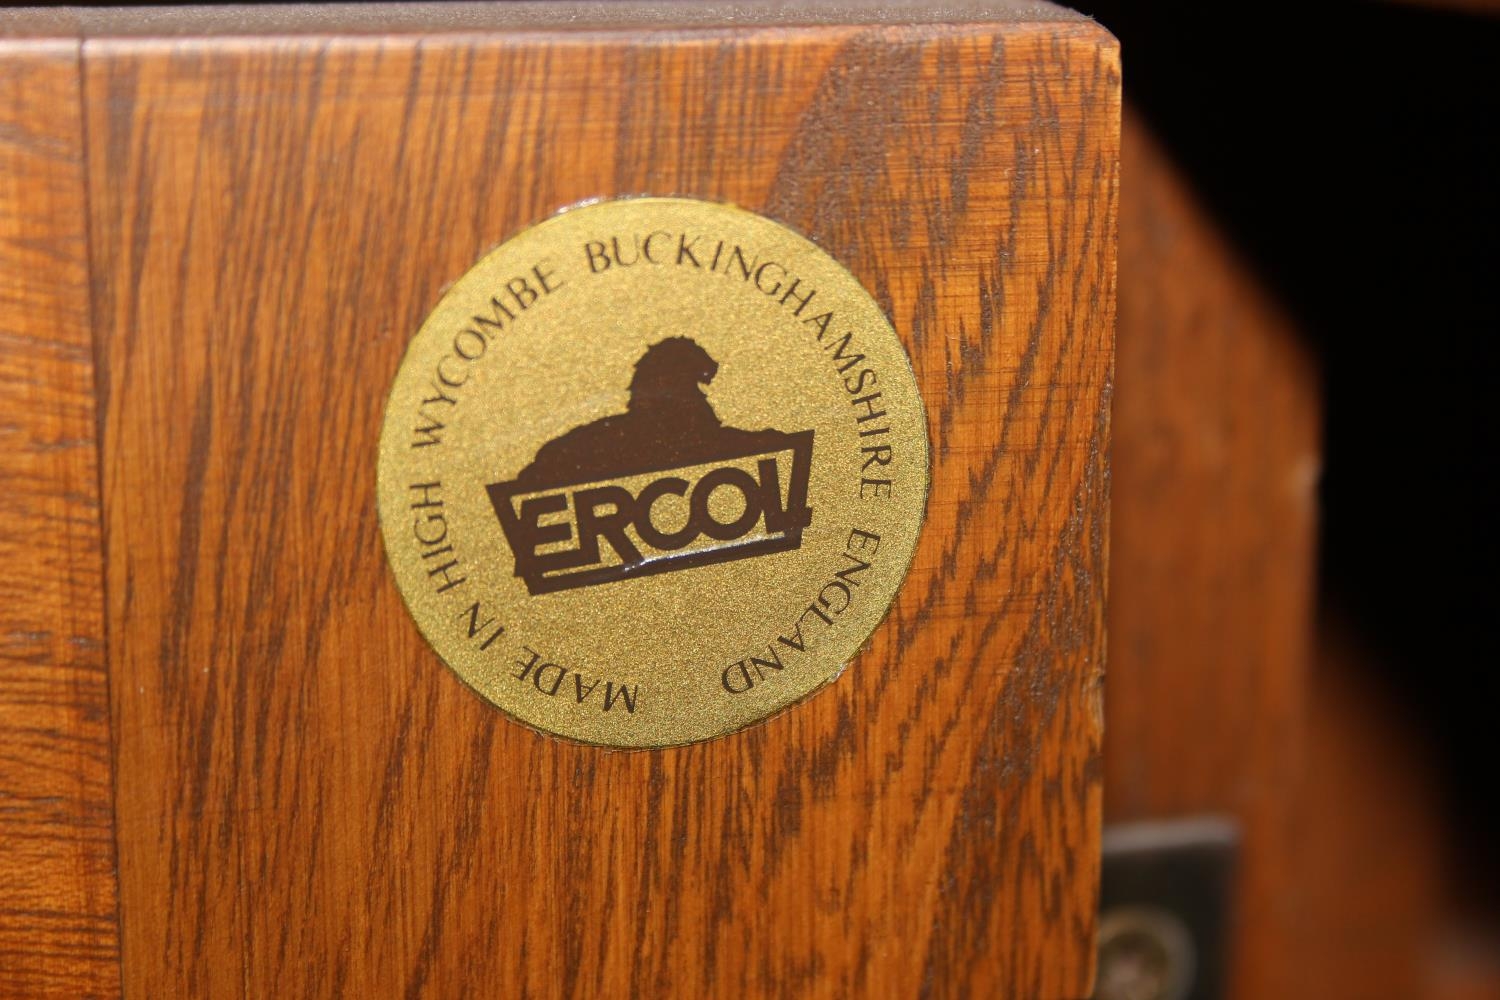 MADE IN HIGH WYCOMBE BUCKINGHAMSHIRE ENGLAND
ERCOL